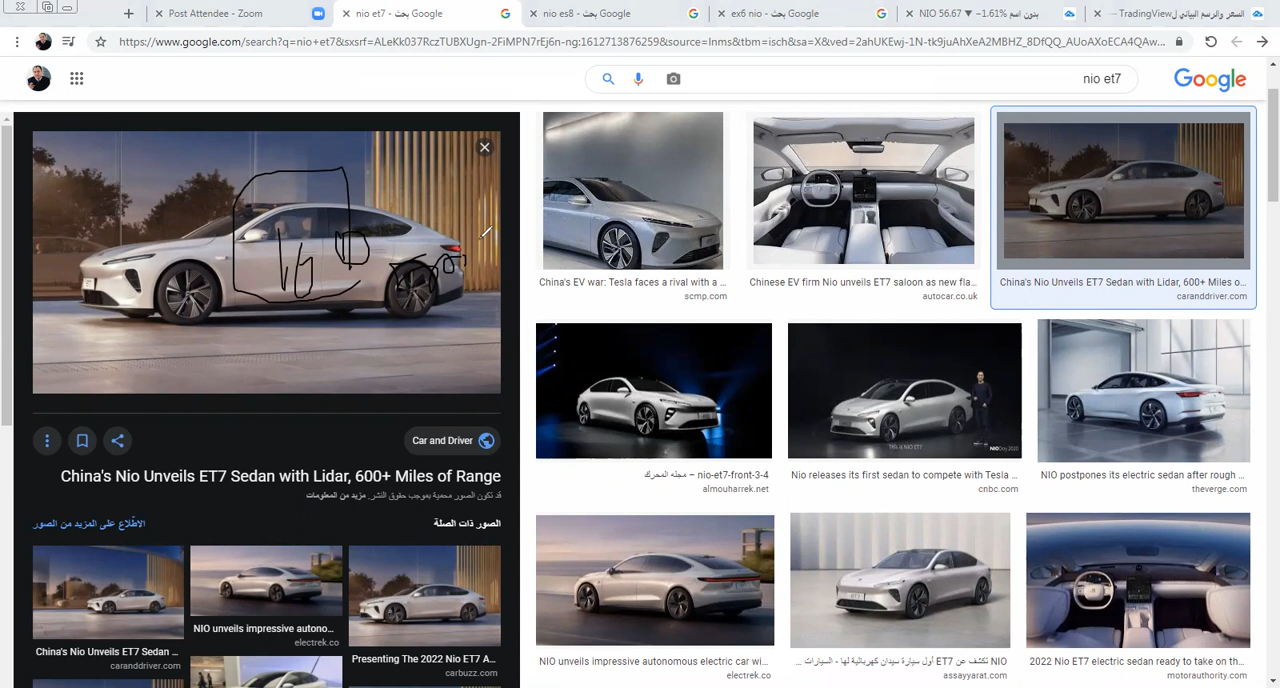 Post Attendee - Zoom
nio et7 - بحث Google
nio es8 - بحث Google
ex6 nio - بحث Google
NIO 56.67 ▼ −1.61% بدون اسم
السعر والرسم البياني لـTradingView —
https://www.google.com/search?q=nio+et7&sxsrf=ALeKk037RczTUBXUgn-2FiMPN7rEj6n-ng:1612713876259&source=lnms&tbm=isch&sa=X&ved=2ahUKEwj-1N-tk9juAhXeA2MBHZ_8DfQQ_AUoAXoECA4QAw...
nio et7
Google
China's EV war: Tesla faces a rival with a ...
scmp.com
Chinese EV firm Nio unveils ET7 saloon as new fla...
autocar.co.uk
China's Nio Unveils ET7 Sedan with Lidar, 600+ Miles o...
caranddriver.com
Car and Driver
China's Nio Unveils ET7 Sedan with Lidar, 600+ Miles of Range
قد تكون الصور محمية بموجب حقوق النشر. مزيد من المعلومات
الصور ذات الصلة
الاطّلاع على المزيد من الصور
This is NIO ET7
NIODay 2020
nio-et7-front-3-4 – مجله المحرك
almouharrek.net
Nio releases its first sedan to compete with Tesla ...
cnbc.com
NIO postpones its electric sedan after rough ...
theverge.com
China's Nio Unveils ET7 Sedan ...
caranddriver.com
NIO unveils impressive autono...
electrek.co
Presenting The 2022 Nio ET7 A...
carbuzz.com
ET7
NIO unveils impressive autonomous electric car wi...
electrek.co
NIO تكشف عن ET7 أول سيارة سيدان كهربائية لها - السيارات ...
assayyarat.com
2022 Nio ET7 electric sedan ready to take on th...
motorauthority.com